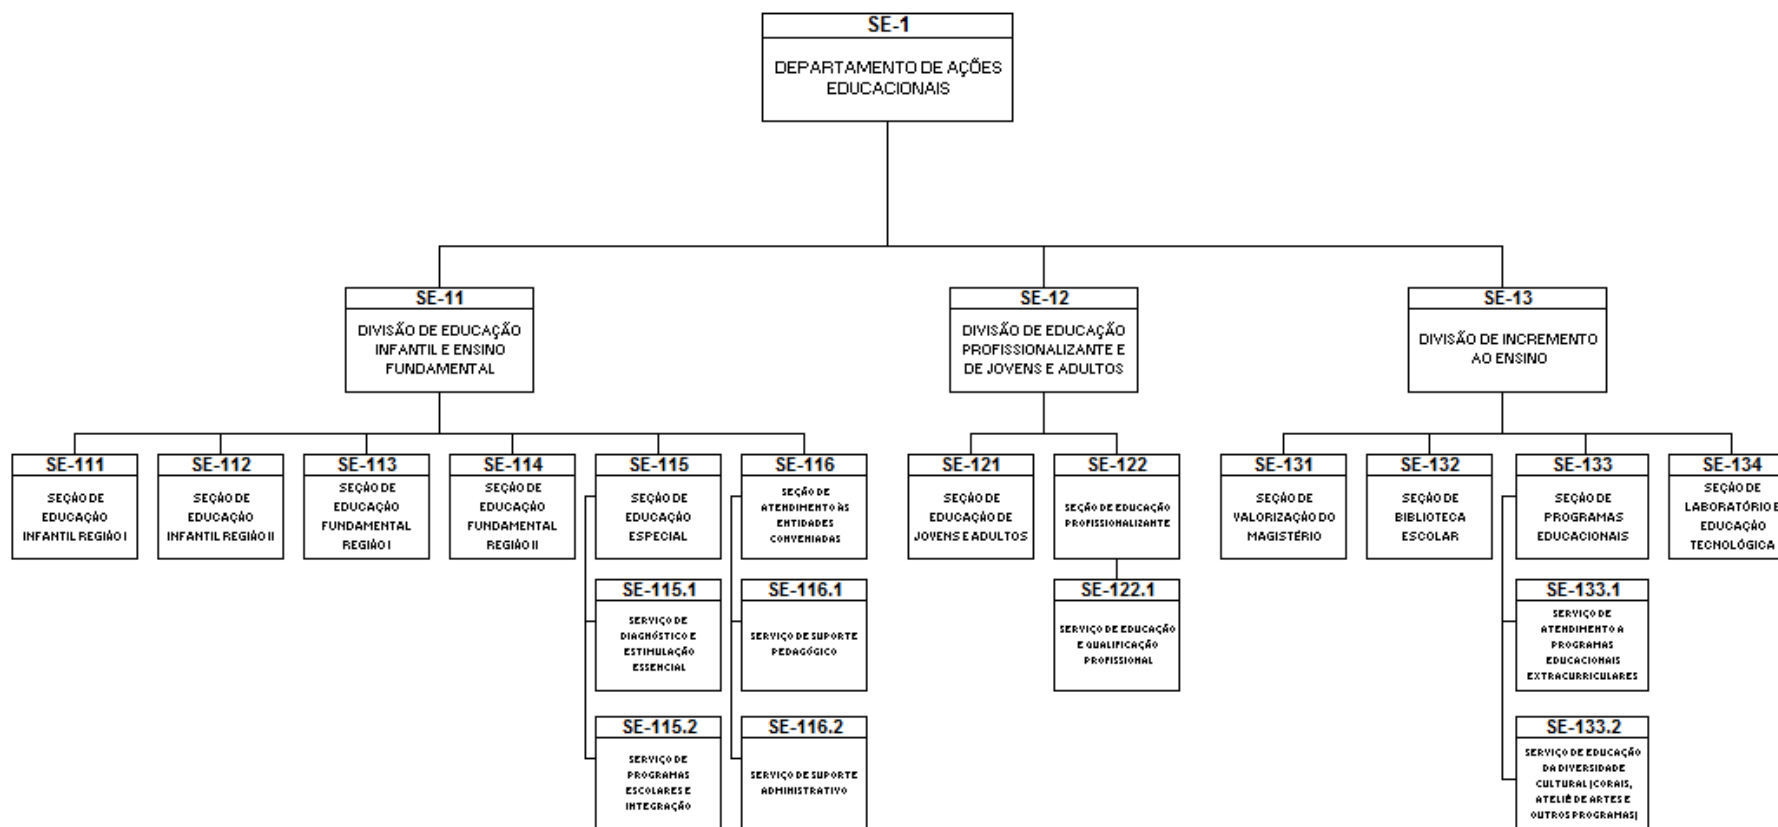 SE-1
DEPARTAMENTO DE AÇÕES
EDUCACIONAIS
SE-11
DIVISÃO DE EDUCAÇÃO
INFANTIL E ENSINO
FUNDAMENTAL
SE-12
DIVISÃO DE EDUCAÇÃO
PROFISSIONALIZANTE E
DE JOVENS E ADULTOS
SE-13
DIVISÃO DE INCREMENTO
AO ENSINO
SE-111
SEÇÃO DE
EDUCAÇÃO
INFANTIL REGIÃO I
SE-112
SEÇÃO DE
EDUCAÇÃO
INFANTIL REGIÃO II
SE-113
SEÇÃO DE
EDUCAÇÃO
FUNDAMENTAL
REGIÃO I
SE-114
SEÇÃO DE
EDUCAÇÃO
FUNDAMENTAL
REGIÃO II
SE-115
SEÇÃO DE
EDUCAÇÃO
ESPECIAL
SE-116
SEÇÃO DE
ATENDIMENTO ÀS
ENTIDADES
CONVENIADAS
SE-121
SEÇÃO DE
EDUCAÇÃO DE
JOVENS E ADULTOS
SE-122
SEÇÃO DE EDUCAÇÃO
PROFISSIONALIZANTE
SE-131
SEÇÃO DE
VALORIZAÇÃO DO
MAGISTÉRIO
SE-132
SEÇÃO DE
BIBLIOTECA
ESCOLAR
SE-133
SEÇÃO DE
PROGRAMAS
EDUCACIONAIS
SE-134
SEÇÃO DE
LABORATÓRIO E
EDUCAÇÃO
TECNOLÓGICA
SE-115.1
SERVIÇO DE
DIAGNÓSTICO E
ESTIMULAÇÃO
ESSENCIAL
SE-116.1
SERVIÇO DE SUPORTE
PEDAGÓGICO
SE-122.1
SERVIÇO DE EDUCAÇÃO
E QUALIFICAÇÃO
PROFISSIONAL
SE-133.1
SERVIÇO DE
ATENDIMENTO A
PROGRAMAS
EDUCACIONAIS
EXTRACURRICULARES
SE-115.2
SERVIÇO DE
PROGRAMAS
ESCOLARES E
INTEGRAÇÃO
SE-116.2
SERVIÇO DE SUPORTE
ADMINISTRATIVO
SE-133.2
SERVIÇO DE EDUCAÇÃO
DA DIVERSIDADE
CULTURAL (CORAIS,
ATELIÊ DE ARTES E
OUTROS PROGRAMAS)